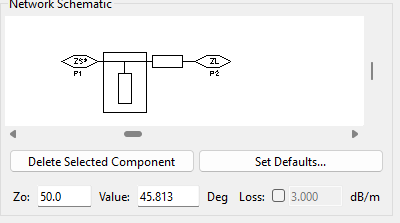 Network Schematic
ZS*
ZL
P1
P2
Delete Selected Component
Set Defaults...
Zo: 50.0 Value: 45.813 Deg Loss: 3.000 dB/m